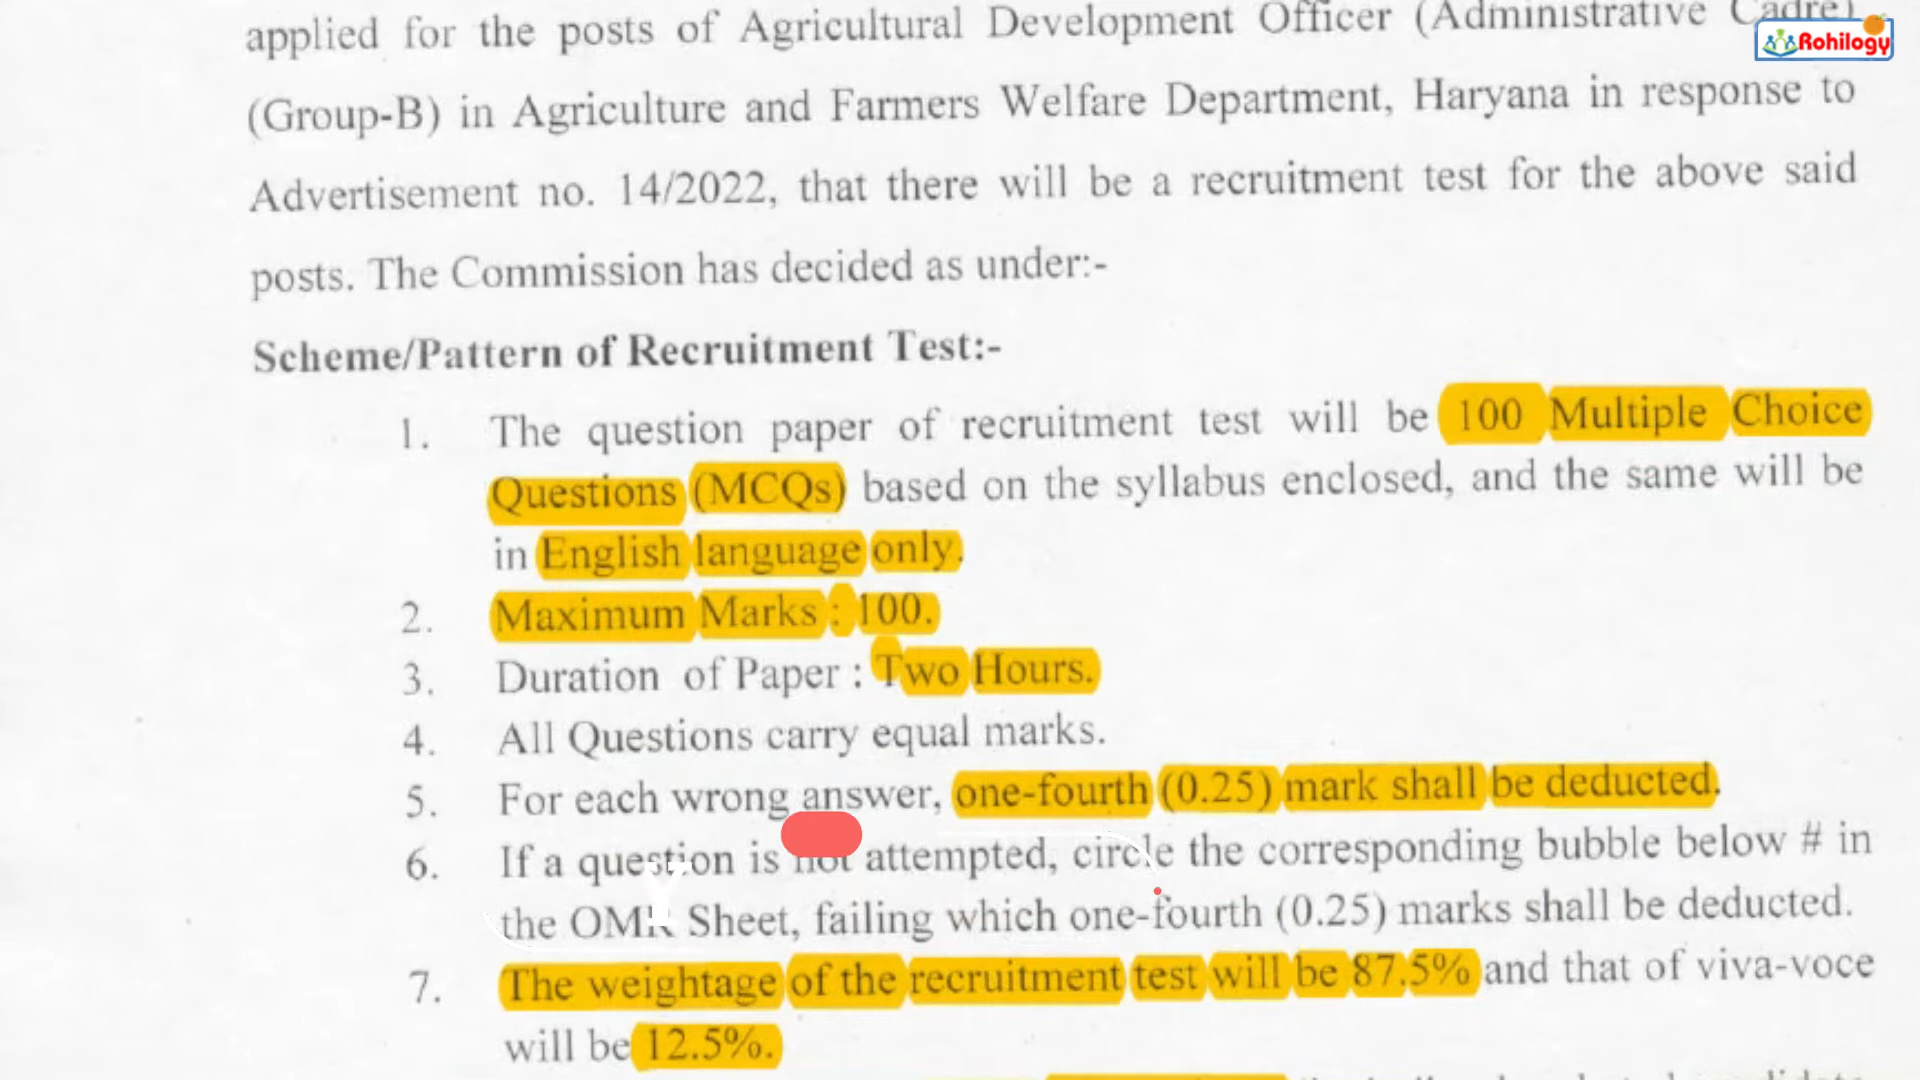 applied for the posts of Agricultural Development Officer (Administrative Cadre)
Rohilogy
(Group-B) in Agriculture and Farmers Welfare Department, Haryana in response to
Advertisement no. 14/2022, that there will be a recruitment test for the above said
posts. The Commission has decided as under:-
Scheme/Pattern of Recruitment Test:-
1. The question paper of recruitment test will be 100 Multiple Choice
Questions (MCQs) based on the syllabus enclosed, and the same will be
in English language only.
2. Maximum Marks : 100.
3. Duration of Paper : Two Hours.
4. All Questions carry equal marks.
5. For each wrong answer, one-fourth (0.25) mark shall be deducted.
6. If a question is not attempted, circle the corresponding bubble below # in
the OMR Sheet, failing which one-fourth (0.25) marks shall be deducted.
7. The weightage of the recruitment test will be 87.5% and that of viva-voce
will be 12.5%.